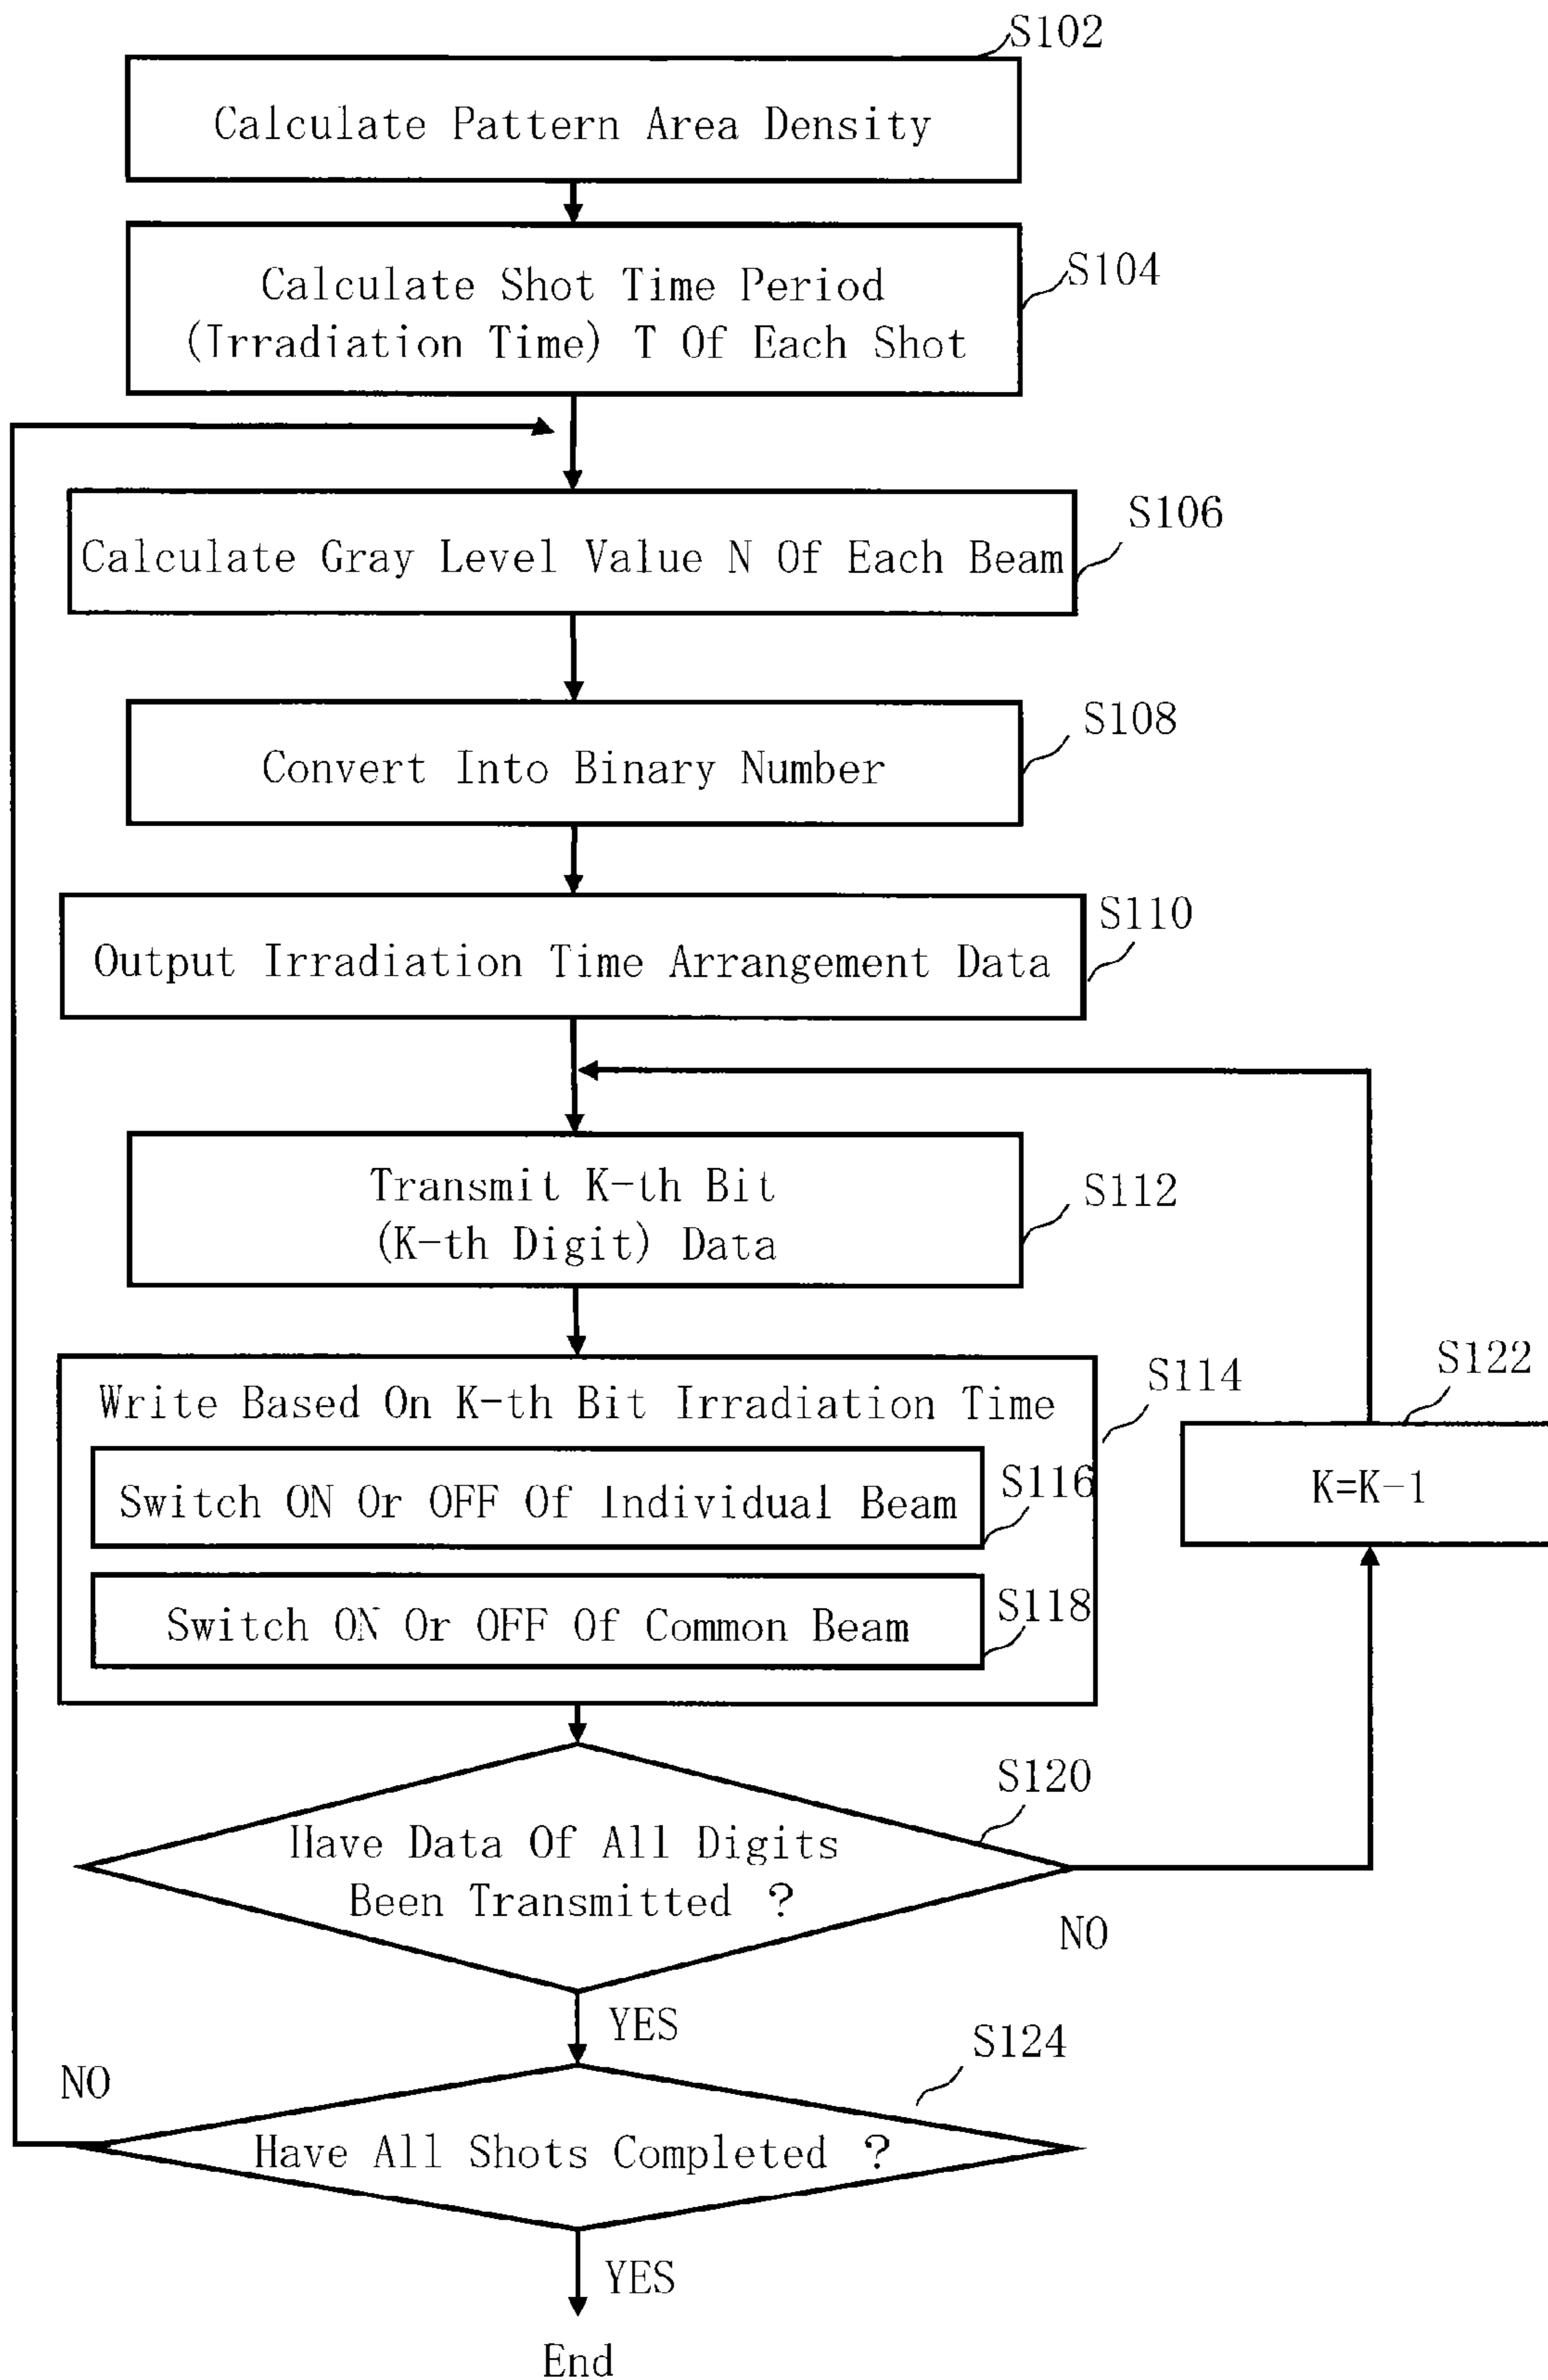 S102
Calculate Pattern Area Density
S104
Calculate Shot Time Period
(Irradiation Time) T Of Each Shot
S106
Calculate Gray Level Value N Of Each Beam
S108
Convert Into Binary Number
S110
Output Irradiation Time Arrangement Data
Transmit K-th Bit
S112
(K-th Digit) Data
S114
S122
Write Based On K-th Bit Irradiation Time
S116
Switch ON Or OFF Of Individual Beam
K=K-1
S118
Switch ON Or OFF Of Common Beam
S120
Have Data Of All Digits
Been Transmitted ?
NO
YES
S124
NO
Have All Shots Completed ?
YES
End